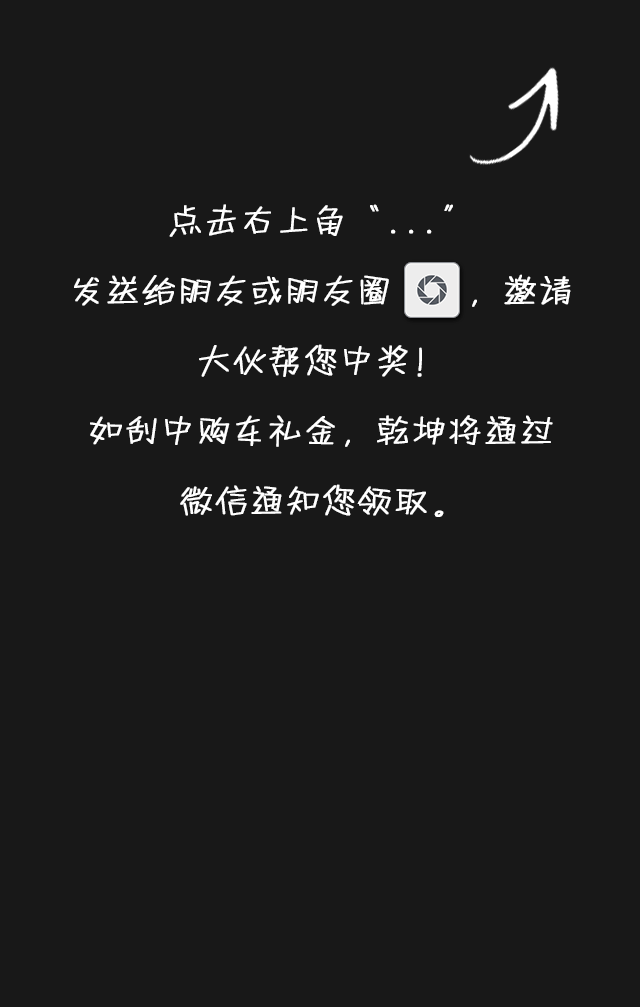 点击右上角“...”
发送给朋友或朋友圈，邀请
大伙帮您中奖！
如刮中购车礼金，乾坤将通过
微信通知您领取。